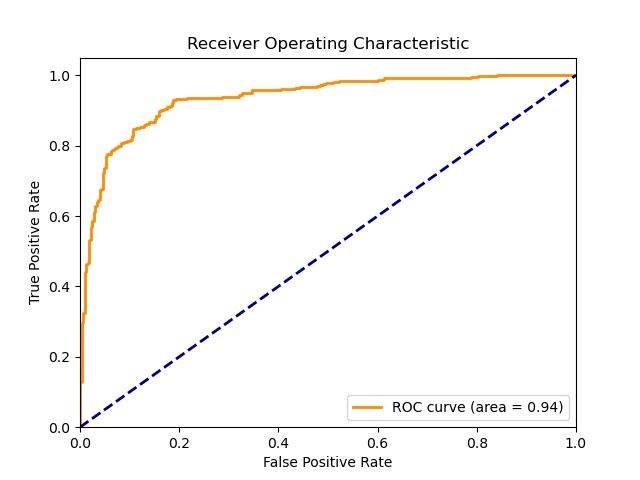 Receiver Operating Characteristic
1.0
0.8
0.6
0.4
0.2
0.0
True Positive Rate
ROC curve (area = 0.94)
0.0 0.2 0.4 0.6 0.8 1.0
False Positive Rate